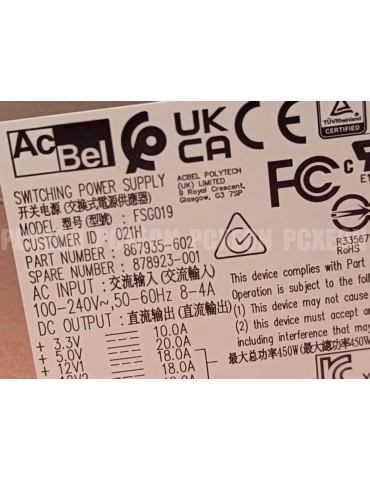 AcBel
UK
CA
CE
TÜVRheinland
CERTIFIED
ACBEL POLYTECH
(UK) LIMITED
9 Royal Crescent,
Glasgow, G3 7SP
FC
SWITCHING POWER SUPPLY
开关电源 (交換式電源供應器)
MODEL 型号(型號) : FSG019
CUSTOMER ID : 021H
PART NUMBER : 867935-602
SPARE NUMBER : 878923-001
AC INPUT : 交流输入 (交流輸入)
100-240V~,50-60Hz 8-4A
DC OUTPUT : 直流输出 (直流輸出)
+ 3.3V 10.0A
+ 5.0V 20.0A
+ 12V1 18.0A
18.0A
18.0A
R33567
RoHS
This device complies with Part
Operation is subject to the fol
(1) This device may not cause
(2) this device must accept an
including interference that may
最大总功率450W (最大總功率450W
PCXECH